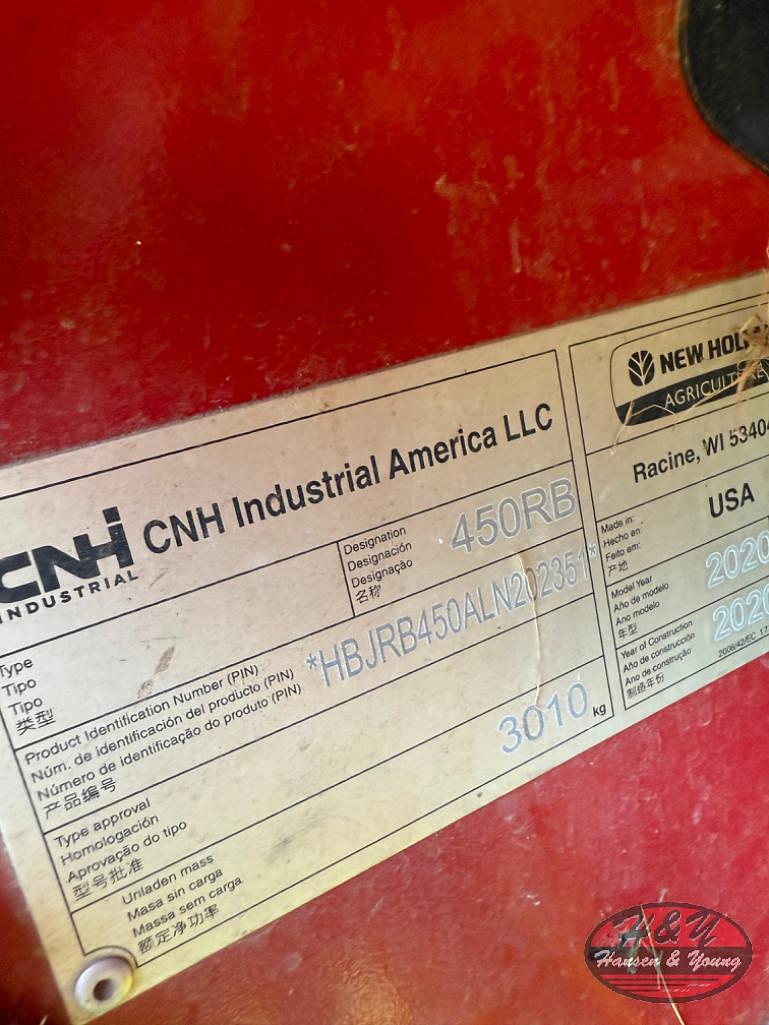 CNH
INDUSTRIAL
CNH Industrial America LLC
Designation
Designación
Designação
名称
450RB
Type
Tipo
Tipo
类型
Product Identification Number (PIN)
Núm. de identificación del producto (PIN)
Número de identificação do produto (PIN)
产品编号
*HBJRB450ALN202351*
Type approval
Homologación
Aprovação do tipo
型号批准
Unladen mass
Masa sin carga
Massa sem carga
额定净功率
3010 kg
NEW HOL
AGRICULTURE
Racine, WI 5340
Made in:
Hecho en:
Feito em:
产地
USA
Model Year
Año de modelo
Ano modelo
年型
2020
Year of Construction
Año de construcción
Ano de construção
制造年份
2020
2006/42/EC, 17
H&Y
Hansen & Young